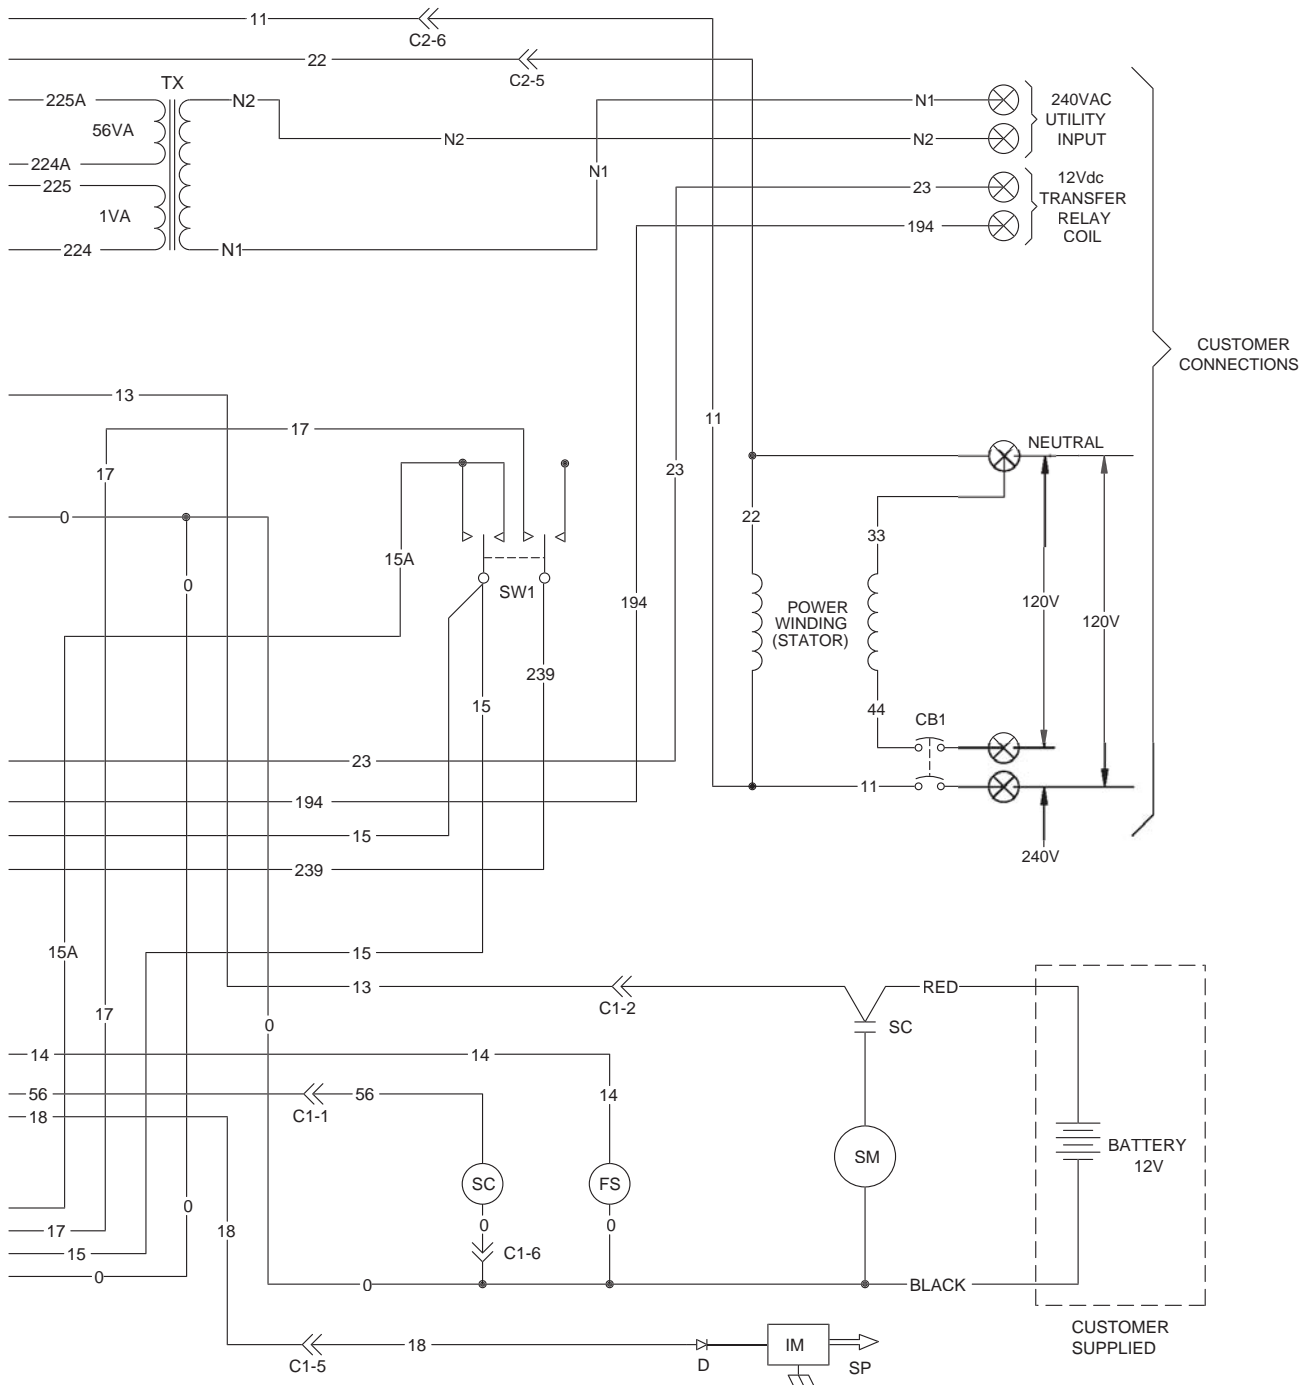 11
C2-6
22
C2-5
TX
225A
N2
N1
240VAC
UTILITY
INPUT
56VA
N2
N2
224A
N1
225
23
12Vdc
TRANSFER
RELAY
COIL
1VA
194
224
N1
CUSTOMER
CONNECTIONS
13
11
17
NEUTRAL
17
23
0
22
33
15A
0
SW1
194
POWER
WINDING
(STATOR)
120V
120V
239
15
44
CB1
23
11
194
15
240V
239
15A
15
13
C1-2
RED
SC
17
0
14
14
56
56
14
18
C1-1
SM
BATTERY
12V
SC
FS
0
17
18
0
0
15
C1-6
0
0
BLACK
CUSTOMER
SUPPLIED
18
IM
C1-5
D
SP